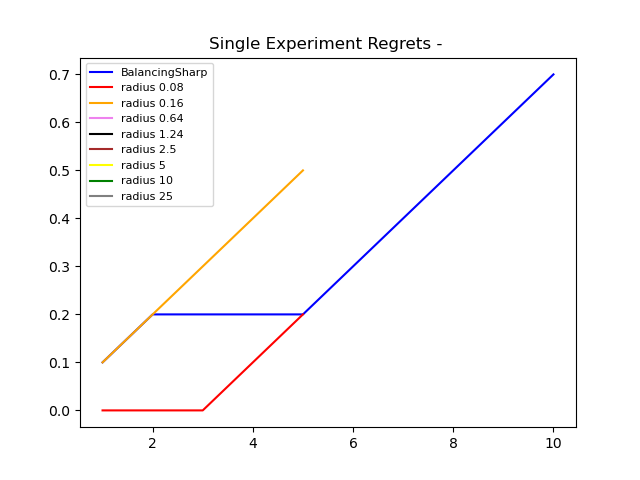 Single Experiment Regrets -
BalancingSharp
radius 0.08
radius 0.16
radius 0.64
radius 1.24
radius 2.5
radius 5
radius 10
radius 25
0.7
0.6
0.5
0.4
0.3
0.2
0.1
0.0
2 4 6 8 10